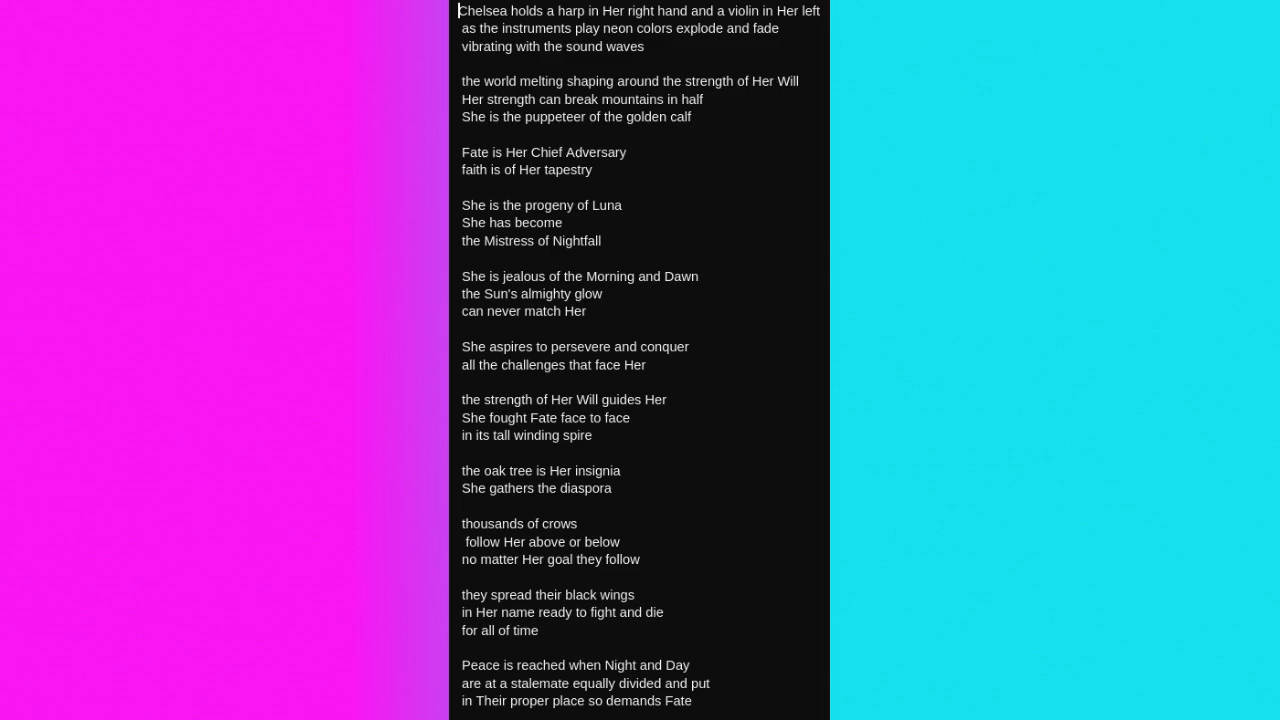 Chelsea holds a harp in Her right hand and a violin in Her left
as the instruments play neon colors explode and fade
vibrating with the sound waves
the world melting shaping around the strength of Her Will
Her strength can break mountains in half
She is the puppeteer of the golden calf
Fate is Her Chief Adversary
faith is of Her tapestry
She is the progeny of Luna
She has become
the Mistress of Nightfall
She is jealous of the Morning and Dawn
the Sun's almighty glow
can never match Her
She aspires to persevere and conquer
all the challenges that face Her
the strength of Her Will guides Her
She fought Fate face to face
in its tall winding spire
the oak tree is Her insignia
She gathers the diaspora
thousands of crows
follow Her above or below
no matter Her goal they follow
they spread their black wings
in Her name ready to fight and die
for all of time
Peace is reached when Night and Day
are at a stalemate equally divided and put
in Their proper place so demands Fate